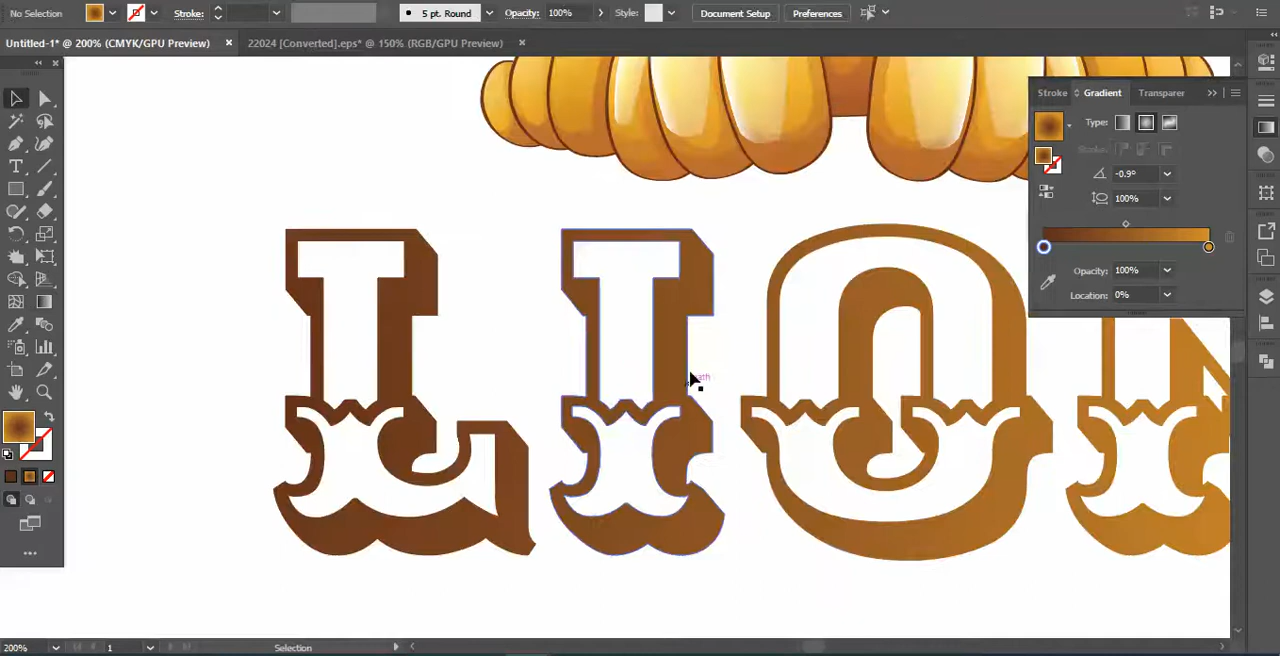 No Selection Stroke: 5 pt. Round Opacity: 100% Style: Document Setup Preferences
Untitled-1* @ 200% (CMYK/GPU Preview) × 22024 [Converted].eps* @ 150% (RGB/GPU Preview) ×
Stroke Gradient Transparer
Type:
Stroke:
-0.9°
100%
Opacity: 100%
Location: 0%
LION
200% 1 Selection